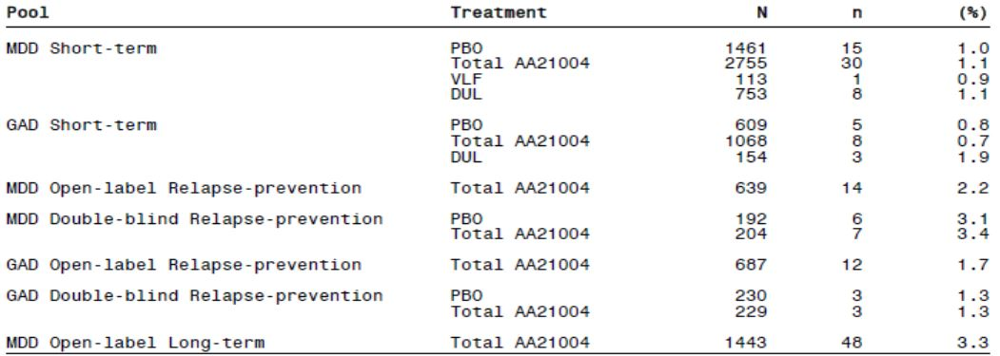 Pool Treatment N n (%)
MDD Short-term PBO 1461 15 1.0
Total AA21004 2755 30 1.1
VLF 113 1 0.9
DUL 753 8 1.1
GAD Short-term PBO 609 5 0.8
Total AA21004 1068 8 0.7
DUL 154 3 1.9
MDD Open-label Relapse-prevention Total AA21004 639 14 2.2
MDD Double-blind Relapse-prevention PBO 192 6 3.1
Total AA21004 204 7 3.4
GAD Open-label Relapse-prevention Total AA21004 687 12 1.7
GAD Double-blind Relapse-prevention PBO 230 3 1.3
Total AA21004 229 3 1.3
MDD Open-label Long-term Total AA21004 1443 48 3.3